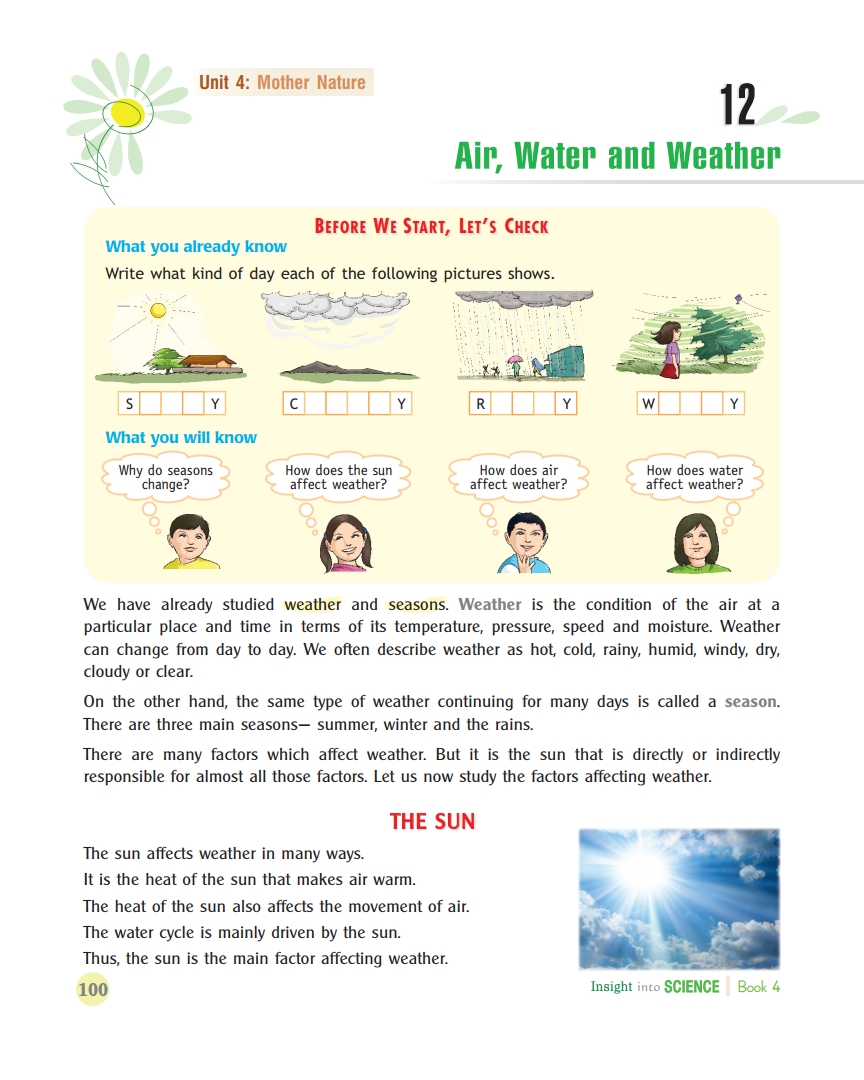 Unit 4: Mother Nature
12
Air, Water and Weather
BEFORE WE START, LET'S CHECK
What you already know
Write what kind of day each of the following pictures shows.
S Y C Y R Y W Y
What you will know
Why do seasons
change?
How does the sun
affect weather?
How does air
affect weather?
How does water
affect weather?
We have already studied weather and seasons. Weather is the condition of the air at a
particular place and time in terms of its temperature, pressure, speed and moisture. Weather
can change from day to day. We often describe weather as hot, cold, rainy, humid, windy, dry,
cloudy or clear.
On the other hand, the same type of weather continuing for many days is called a season.
There are three main seasons— summer, winter and the rains.
There are many factors which affect weather. But it is the sun that is directly or indirectly
responsible for almost all those factors. Let us now study the factors affecting weather.
THE SUN
The sun affects weather in many ways.
It is the heat of the sun that makes air warm.
The heat of the sun also affects the movement of air.
The water cycle is mainly driven by the sun.
Thus, the sun is the main factor affecting weather.
100
Insight into SCIENCE Book 4